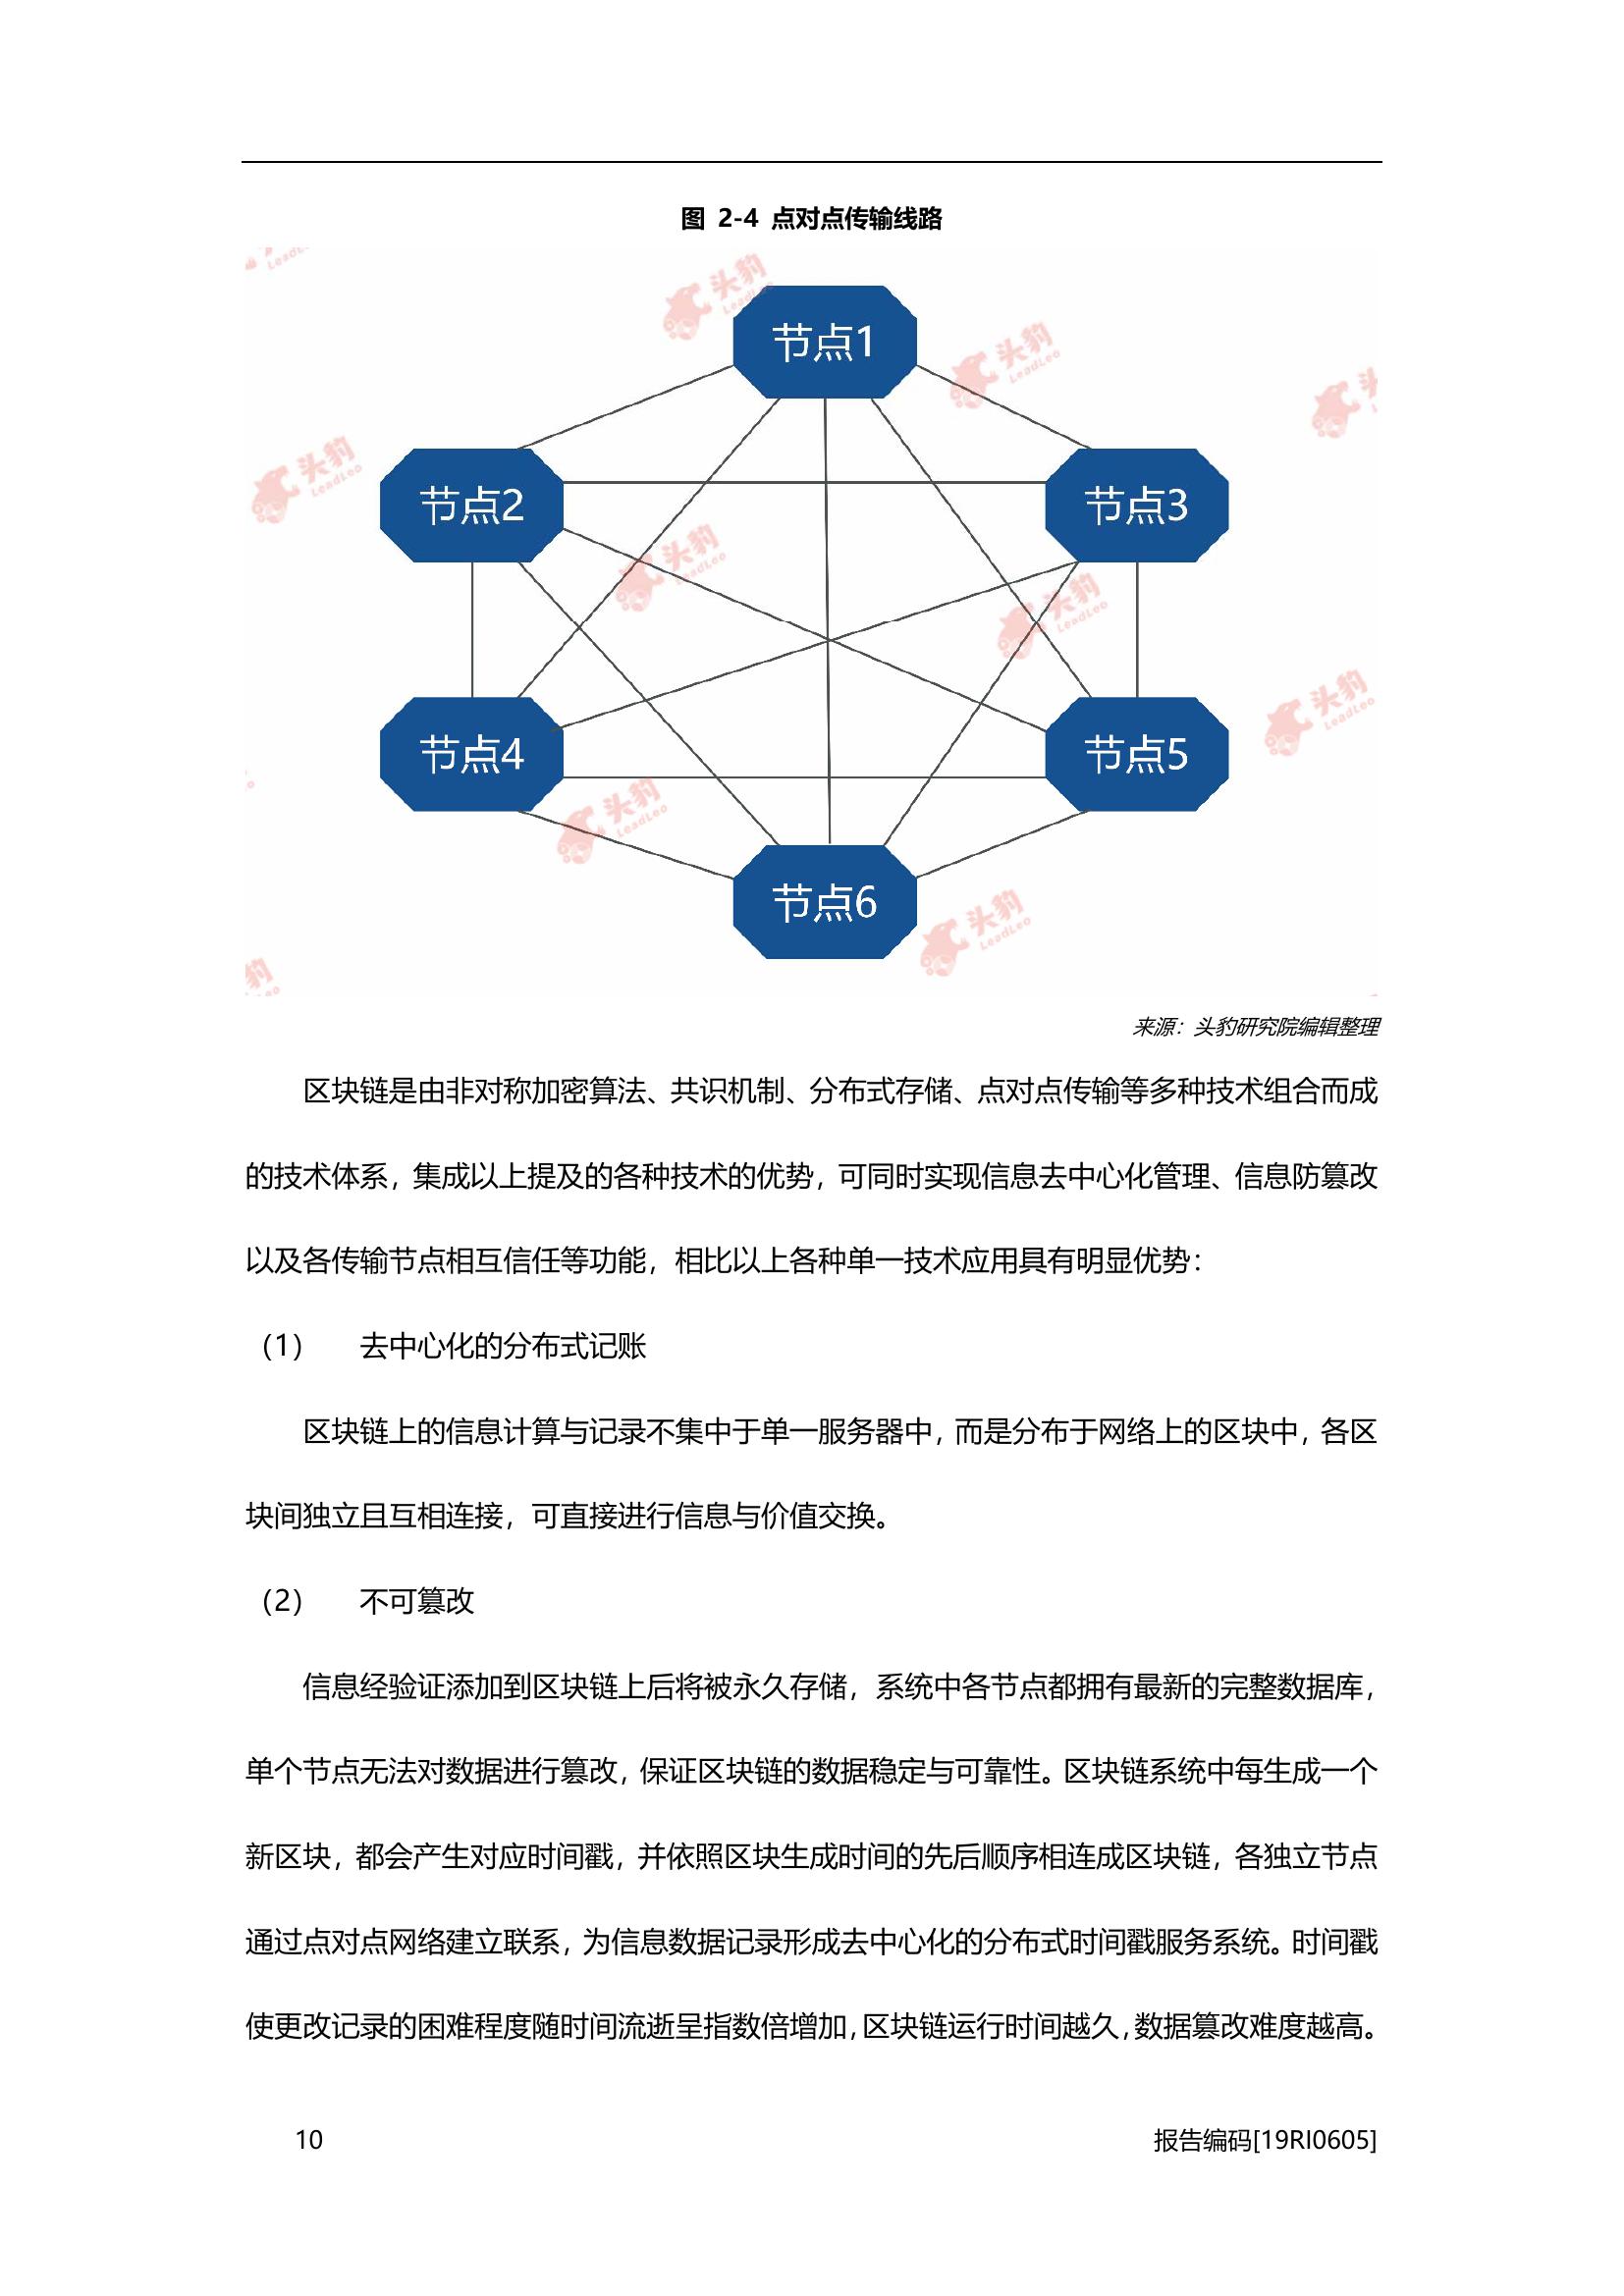 图 2-4 点对点传输线路
头豹
LeadLeo
节点1
节点2
节点3
节点4
节点5
节点6
来源：头豹研究院编辑整理
区块链是由非对称加密算法、共识机制、分布式存储、点对点传输等多种技术组合而成
的技术体系，集成以上提及的各种技术的优势，可同时实现信息去中心化管理、信息防篡改
以及各传输节点相互信任等功能，相比以上各种单一技术应用具有明显优势：
（1） 去中心化的分布式记账
区块链上的信息计算与记录不集中于单一服务器中，而是分布于网络上的区块中，各区
块间独立且互相连接，可直接进行信息与价值交换。
（2） 不可篡改
信息经验证添加到区块链上后将被永久存储，系统中各节点都拥有最新的完整数据库，
单个节点无法对数据进行篡改，保证区块链的数据稳定与可靠性。区块链系统中每生成一个
新区块，都会产生对应时间戳，并依照区块生成时间的先后顺序相连成区块链，各独立节点
通过点对点网络建立联系，为信息数据记录形成去中心化的分布式时间戳服务系统。时间戳
使更改记录的困难程度随时间流逝呈指数倍增加，区块链运行时间越久，数据篡改难度越高。
10 报告编码[19RI0605]